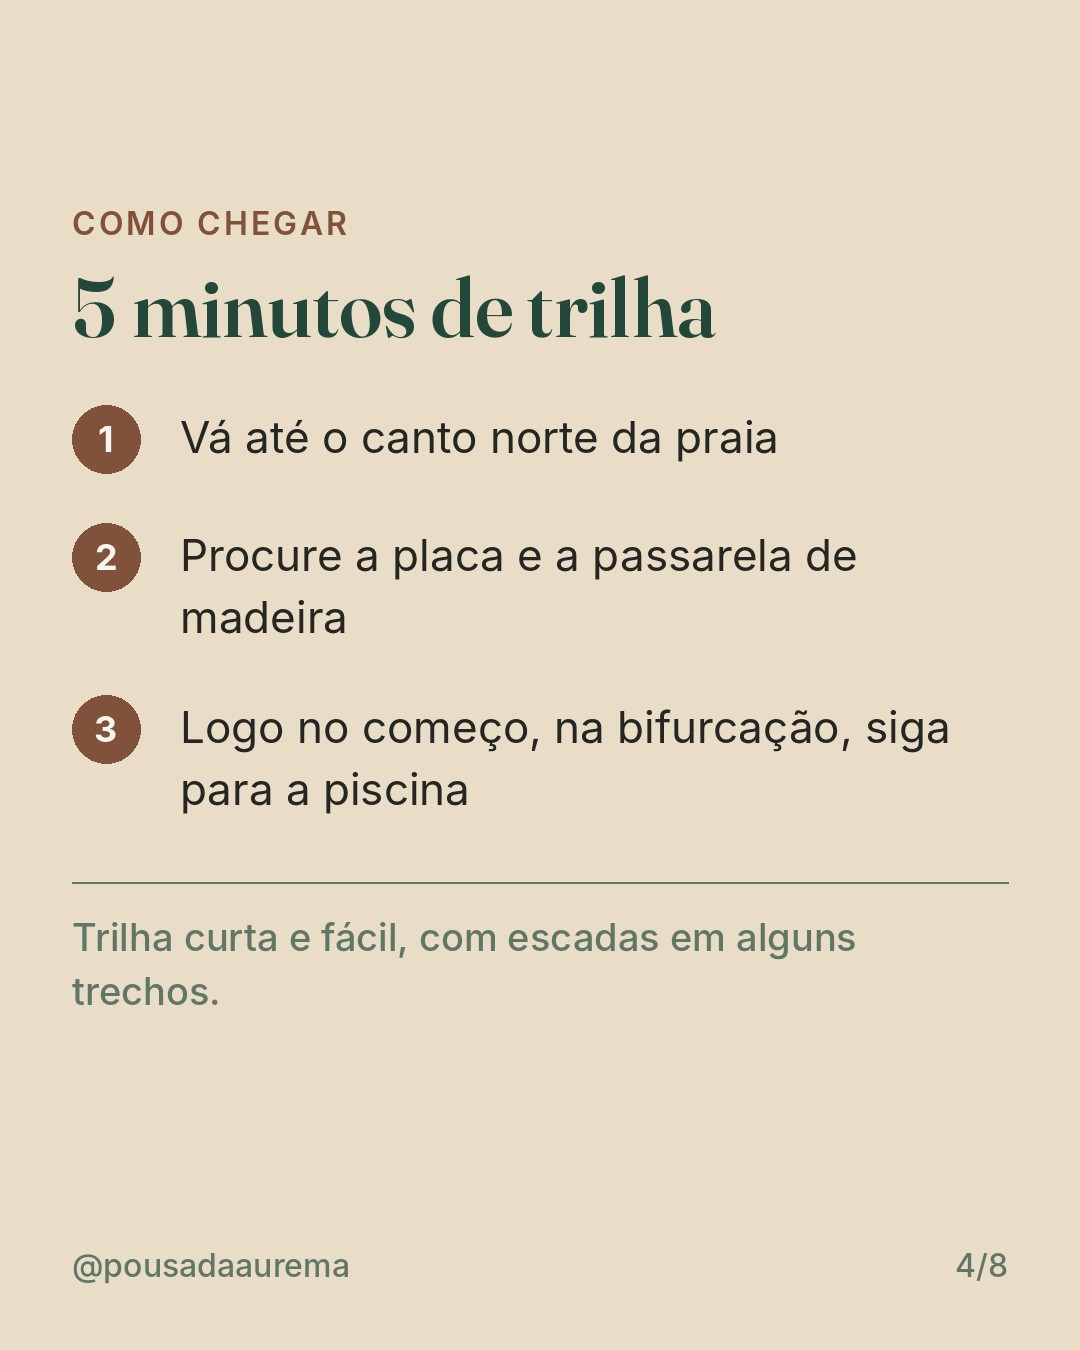 COMO CHEGAR
5 minutos de trilha
1 Vá até o canto norte da praia
2 Procure a placa e a passarela de
madeira
3 Logo no começo, na bifurcação, siga
para a piscina
Trilha curta e fácil, com escadas em alguns
trechos.
@pousadaaurema 4/8